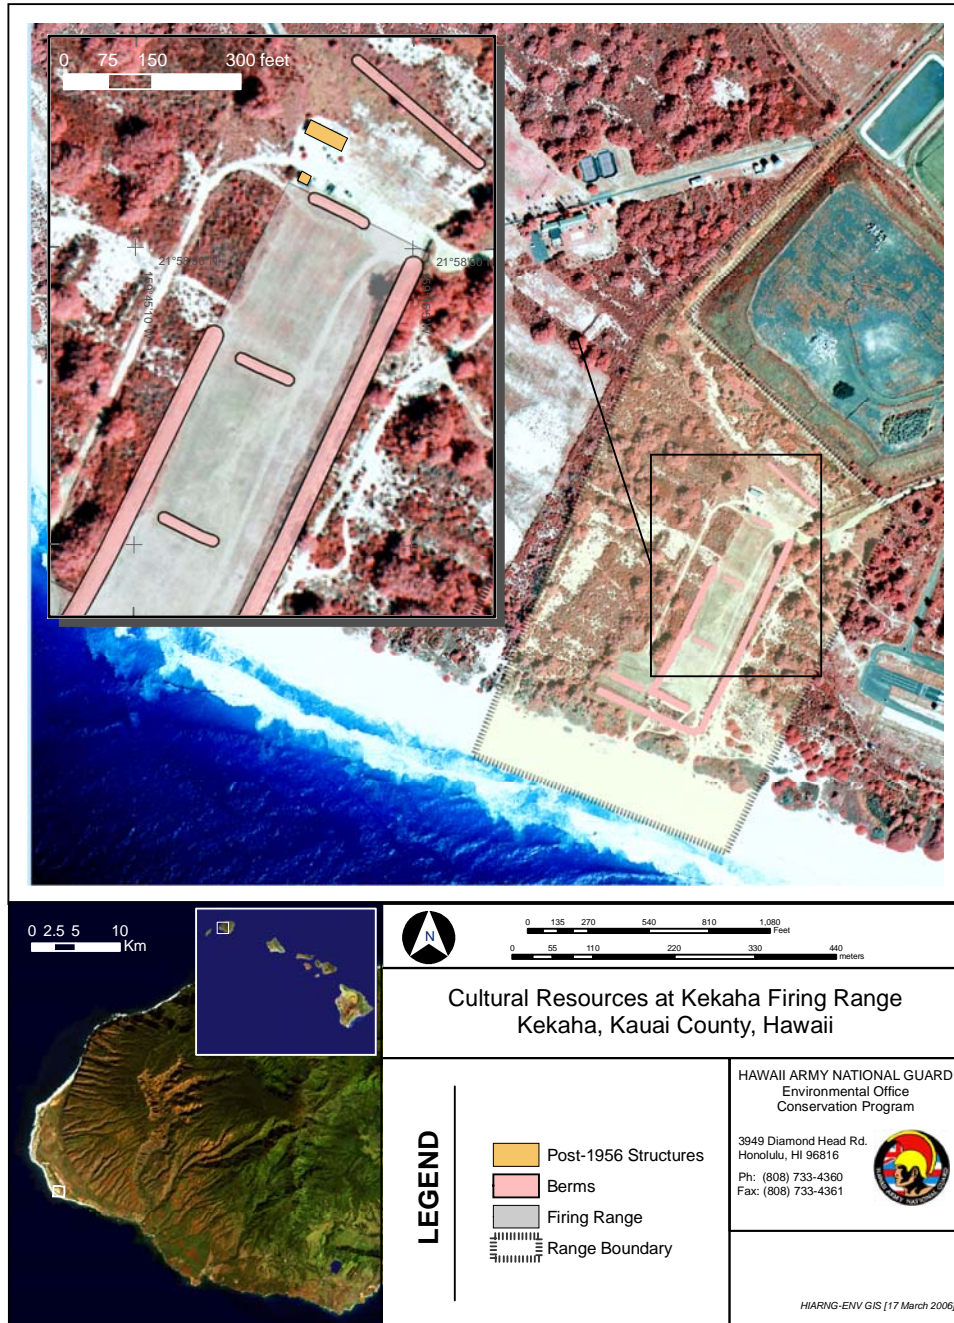 0 75 150 300 feet
21°58'30"
21°58'30"
0 2.5 5 10
Km
N
0 135 270 540 810 1,080
Feet
0 55 110 220 330 440
meters
Cultural Resources at Kekaha Firing Range
Kekaha, Kauai County, Hawaii
LEGEND
Post-1956 Structures
Berms
Firing Range
Range Boundary
HAWAII ARMY NATIONAL GUARD
Environmental Office
Conservation Program
3949 Diamond Head Rd.
Honolulu, HI 96816
Ph: (808) 733-4360
Fax: (808) 733-4361
HAWAII ARMY NATIONAL GUARD
HIARNG-ENV GIS [17 March 2006]